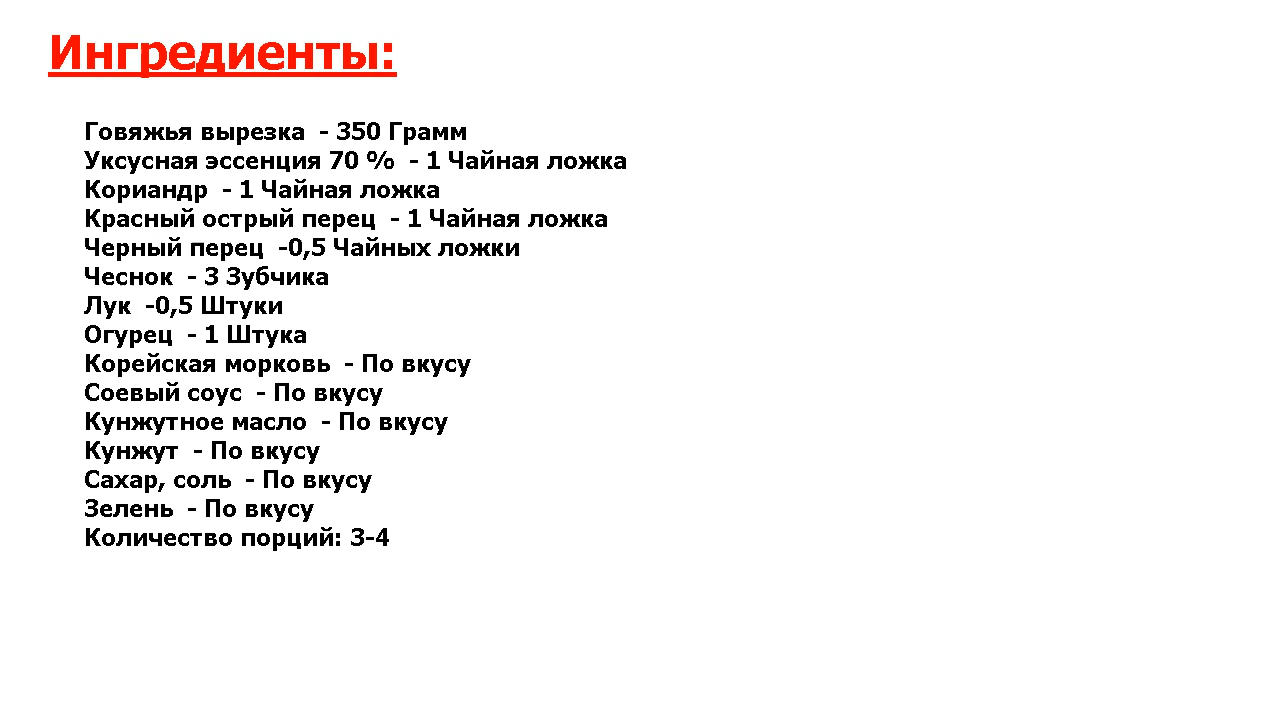 Ингредиенты:
Говяжья вырезка  - 350 Грамм
Уксусная эссенция 70 %  - 1 Чайная ложка
Кориандр  - 1 Чайная ложка
Красный острый перец  - 1 Чайная ложка
Черный перец  -0,5 Чайных ложки
Чеснок  - 3 Зубчика
Лук  -0,5 Штуки
Огурец  - 1 Штука
Корейская морковь  - По вкусу
Соевый соус  - По вкусу
Кунжутное масло  - По вкусу
Кунжут  - По вкусу
Сахар, соль  - По вкусу
Зелень  - По вкусу
Количество порций: 3-4